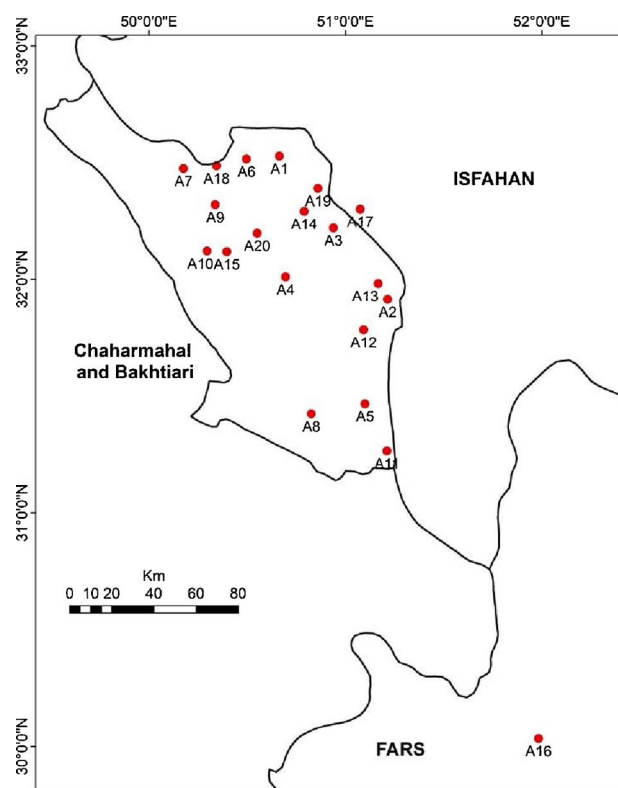 50°0'0"E 51°0'0"E 52°0'0"E
33°0'0"N
32°0'0"N
31°0'0"N
30°0'0"N
ISFAHAN
A7
A18
A6
A1
A19
A9
A14
A17
A3
A20
A10
A15
A4
A13
A2
A12
Chaharmahal
and Bakhtiari
A5
A8
A11
Km
0 10 20 40 60 80
FARS
A16